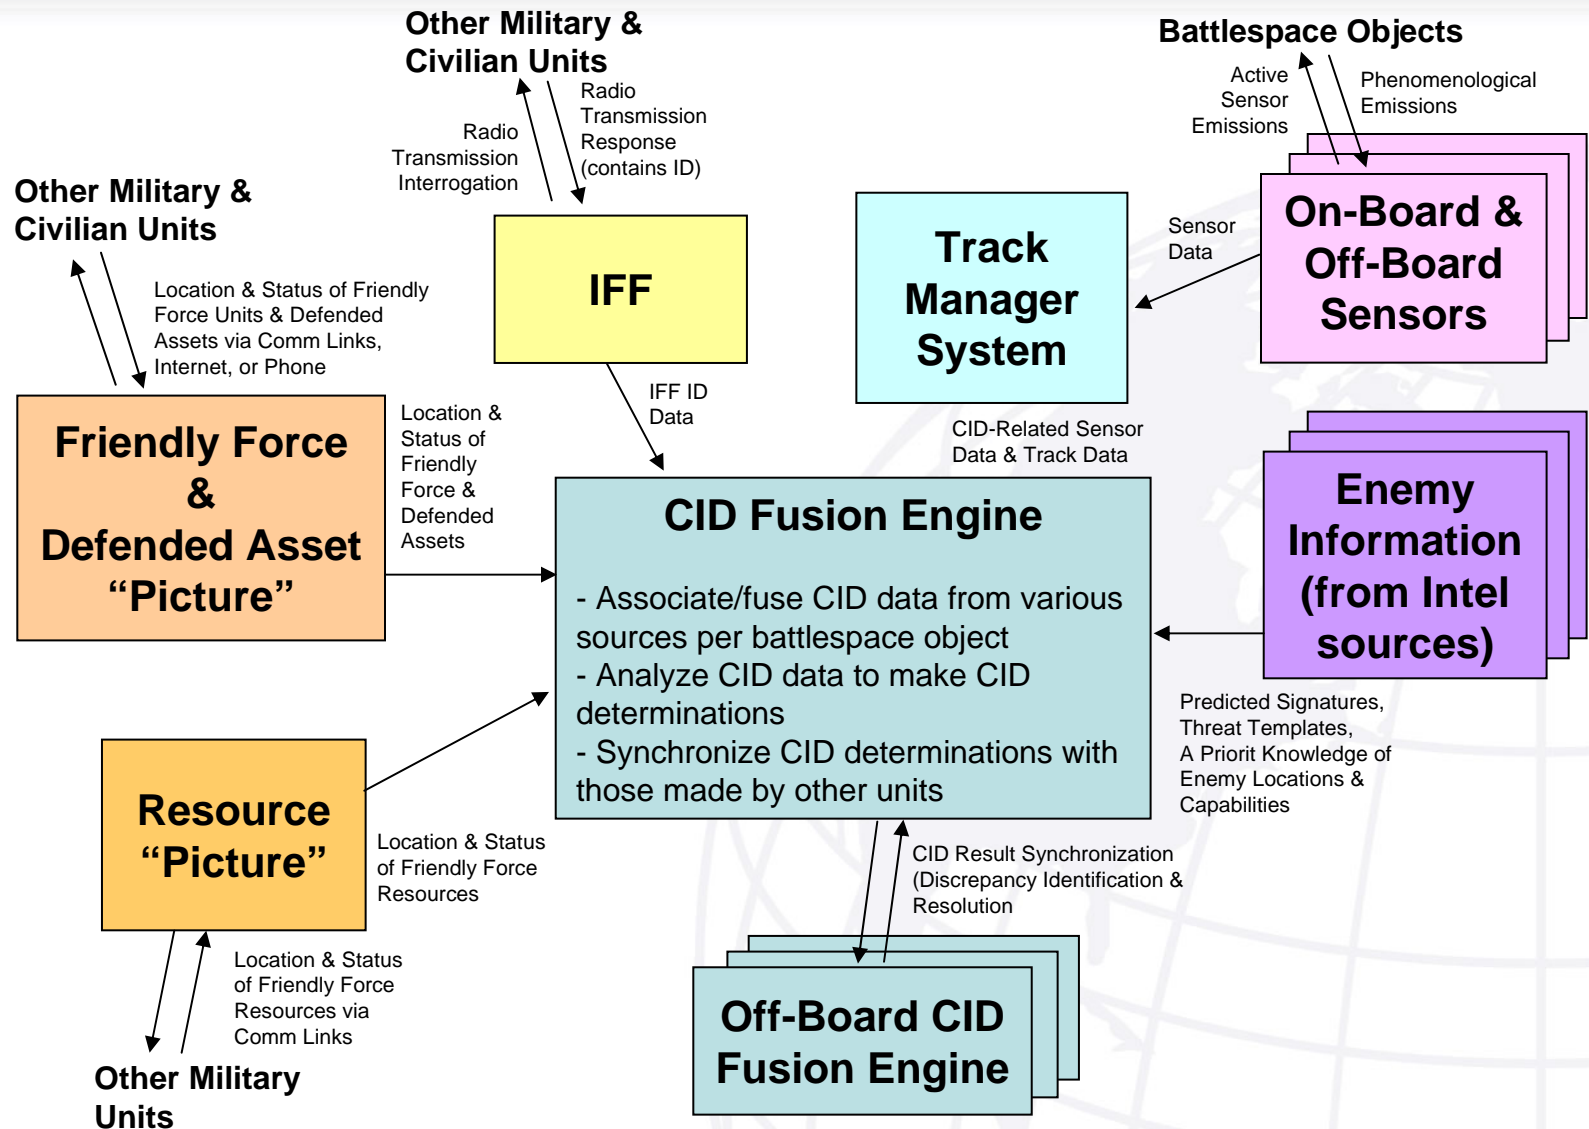 Other Military &
Civilian Units
Battlespace Objects
Active
Sensor
Emissions
Phenomenological
Emissions
Radio
Transmission
Response
(contains ID)
Radio
Transmission
Interrogation
Other Military &
Civilian Units
On-Board &
Off-Board
Sensors
Sensor
Data
Track
Manager
System
IFF
Location & Status of Friendly
Force Units & Defended
Assets via Comm Links,
Internet, or Phone
IFF ID
Data
Location &
Status of
Friendly
Force &
Defended
Assets
CID-Related Sensor
Data & Track Data
Friendly Force
&
Defended Asset
“Picture”
CID Fusion Engine
- Associate/fuse CID data from various
sources per battlespace object
- Analyze CID data to make CID
determinations
- Synchronize CID determinations with
those made by other units
Enemy
Information
(from Intel
sources)
Predicted Signatures,
Threat Templates,
A Priorit Knowledge of
Enemy Locations &
Capabilities
Resource
“Picture”
Location & Status
of Friendly Force
Resources
CID Result Synchronization
(Discrepancy Identification &
Resolution
Location & Status
of Friendly Force
Resources via
Comm Links
Off-Board CID
Fusion Engine
Other Military
Units